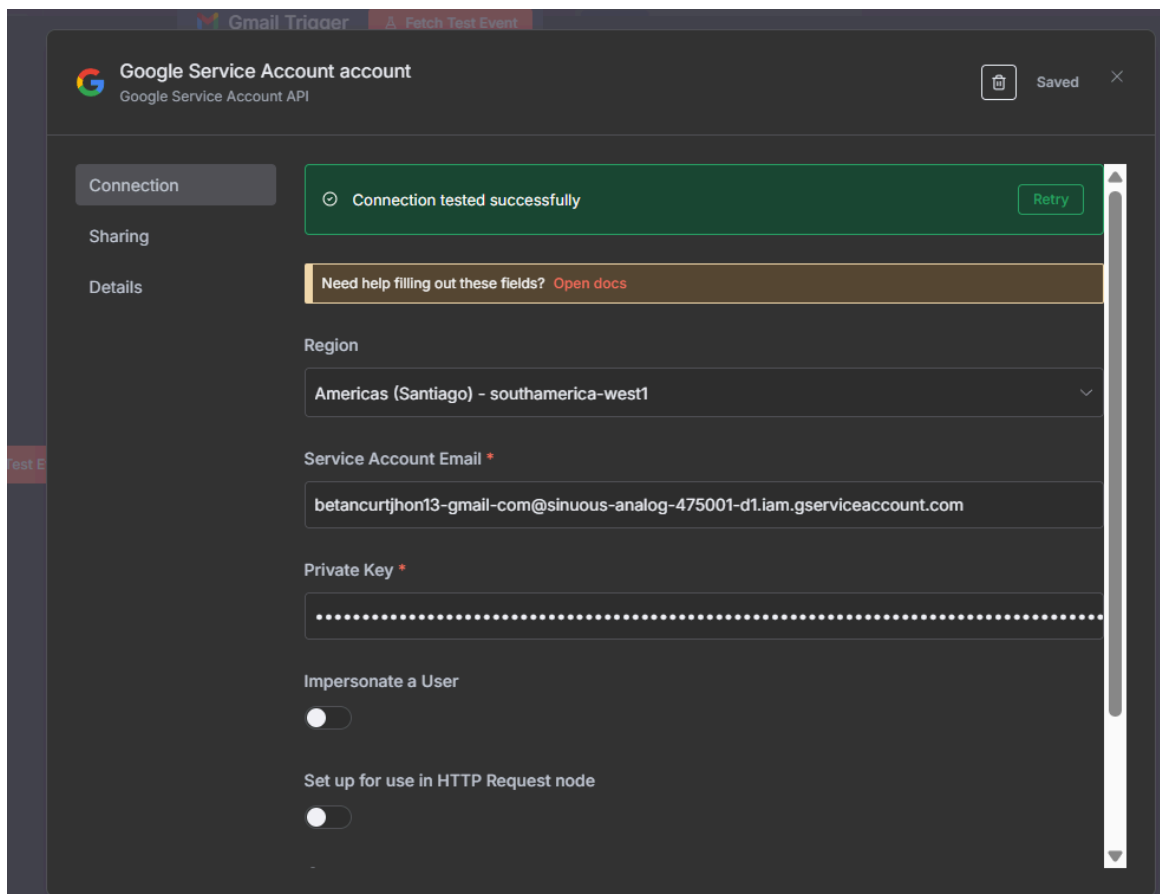 Gmail Trigger
Fetch Test Event
Google Service Account account
Google Service Account API
Saved
Connection
Sharing
Details
Connection tested successfully
Retry
Need help filling out these fields? Open docs
Region
Americas (Santiago) - southamerica-west1
Service Account Email *
betancurtjhon13-gmail-com@sinuous-analog-475001-d1.iam.gserviceaccount.com
Test E
Private Key *
Impersonate a User
Set up for use in HTTP Request node